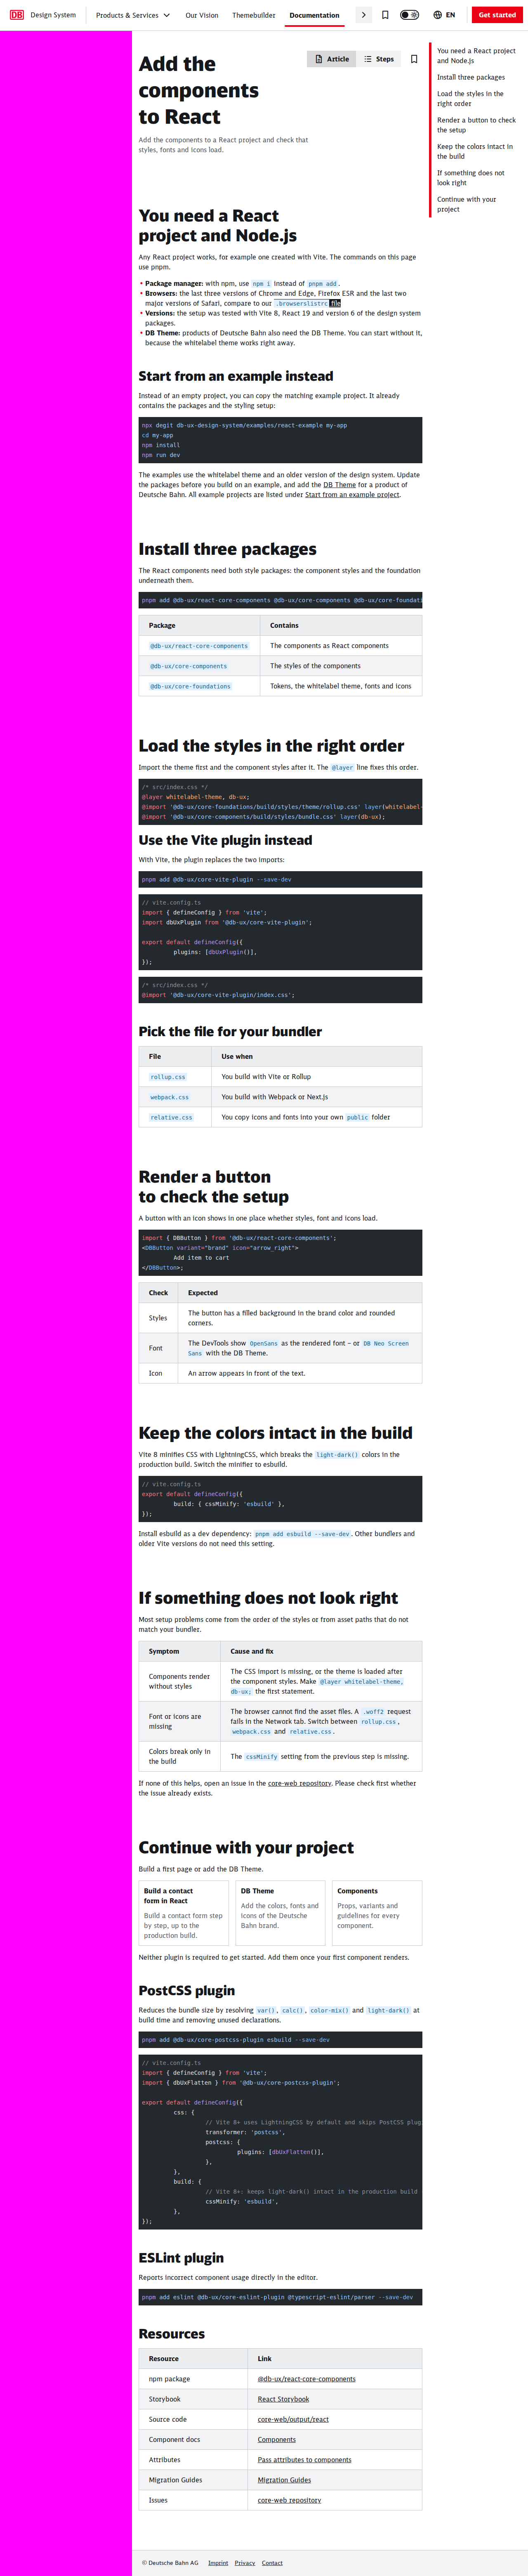 DB Design System Products & Services Our Vision Themebuilder Documentation EN Get started
Add the
components
to React
Article Steps
Add the components to a React project and check that
styles, fonts and icons load.
You need a React project
and Node.js
Install three packages
Load the styles in the
right order
Render a button to check
the setup
Keep the colors intact in
the build
If something does not
look right
Continue with your
project
You need a React
project and Node.js
Any React project works, for example one created with Vite. The commands on this page
use pnpm.
• Package manager: with npm, use npm i instead of pnpm add.
• Browsers: the last three versions of Chrome and Edge, Firefox ESR and the last two
major versions of Safari, compare to our .browserslistrc file
• Versions: the setup was tested with Vite 8, React 19 and version 6 of the design system
packages.
• DB Theme: products of Deutsche Bahn also need the DB Theme. You can start without it,
because the whitelabel theme works right away.
Start from an example instead
Instead of an empty project, you can copy the matching example project. It already
contains the packages and the styling setup:
npx degit db-ux-design-system/examples/react-example my-app
cd my-app
npm install
npm run dev
The examples use the whitelabel theme and an older version of the design system. Update
the packages before you build on an example, and add the DB Theme for a product of
Deutsche Bahn. All example projects are listed under Start from an example project.
Install three packages
The React components need both style packages: the component styles and the foundation
underneath them.
pnpm add @db-ux/react-core-components @db-ux/core-components @db-ux/core-foundati
Package Contains
@db-ux/react-core-components The components as React components
@db-ux/core-components The styles of the components
@db-ux/core-foundations Tokens, the whitelabel theme, fonts and icons
Load the styles in the right order
Import the theme first and the component styles after it. The @layer line fixes this order.
/* src/index.css */
@layer whitelabel-theme, db-ux;
@import '@db-ux/core-foundations/build/styles/theme/rollup.css' layer(whitelabel-
@import '@db-ux/core-components/build/styles/bundle.css' layer(db-ux);
Use the Vite plugin instead
With Vite, the plugin replaces the two imports:
pnpm add @db-ux/core-vite-plugin --save-dev
// vite.config.ts
import { defineConfig } from 'vite';
import dbUxPlugin from '@db-ux/core-vite-plugin';
export default defineConfig({
plugins: [dbUxPlugin()],
});
/* src/index.css */
@import '@db-ux/core-vite-plugin/index.css';
Pick the file for your bundler
File Use when
rollup.css You build with Vite or Rollup
webpack.css You build with Webpack or Next.js
relative.css You copy icons and fonts into your own public folder
Render a button
to check the setup
A button with an icon shows in one place whether styles, font and icons load.
import { DBButton } from '@db-ux/react-core-components';
<DBButton variant="brand" icon="arrow_right">
Add item to cart
</DBButton>;
Check Expected
Styles The button has a filled background in the brand color and rounded
corners.
Font The DevTools show OpenSans as the rendered font – or DB Neo Screen
Sans with the DB Theme.
Icon An arrow appears in front of the text.
Keep the colors intact in the build
Vite 8 minifies CSS with LightningCSS, which breaks the light-dark() colors in the
production build. Switch the minifier to esbuild.
// vite.config.ts
export default defineConfig({
build: { cssMinify: 'esbuild' },
});
Install esbuild as a dev dependency: pnpm add esbuild --save-dev. Other bundlers and
older Vite versions do not need this setting.
If something does not look right
Most setup problems come from the order of the styles or from asset paths that do not
match your bundler.
Symptom Cause and fix
Components render
without styles
The CSS import is missing, or the theme is loaded after
the component styles. Make @layer whitelabel-theme,
db-ux; the first statement.
Font or icons are
missing
The browser cannot find the asset files. A .woff2 request
fails in the Network tab. Switch between rollup.css,
webpack.css and relative.css.
Colors break only in
the build
The cssMinify setting from the previous step is missing.
If none of this helps, open an issue in the core-web repository. Please check first whether
the issue already exists.
Continue with your project
Build a first page or add the DB Theme.
Build a contact
form in React
Build a contact form step
by step, up to the
production build.
DB Theme
Add the colors, fonts and
icons of the Deutsche
Bahn brand.
Components
Props, variants and
guidelines for every
component.
Neither plugin is required to get started. Add them once your first component renders.
PostCSS plugin
Reduces the bundle size by resolving var(), calc(), color-mix() and light-dark() at
build time and removing unused declarations.
pnpm add @db-ux/core-postcss-plugin esbuild --save-dev
// vite.config.ts
import { defineConfig } from 'vite';
import { dbUxFlatten } from '@db-ux/core-postcss-plugin';
export default defineConfig({
css: {
// Vite 8+ uses LightningCSS by default and skips PostCSS plug
transformer: 'postcss',
postcss: {
plugins: [dbUxFlatten()],
},
},
build: {
// Vite 8+: keeps light-dark() intact in the production build
cssMinify: 'esbuild',
},
});
ESLint plugin
Reports incorrect component usage directly in the editor.
pnpm add eslint @db-ux/core-eslint-plugin @typescript-eslint/parser --save-dev
Resources
Resource Link
npm package @db-ux/react-core-components
Storybook React Storybook
Source code core-web/output/react
Component docs Components
Attributes Pass attributes to components
Migration Guides Migration Guides
Issues core-web repository
© Deutsche Bahn AG Imprint Privacy Contact